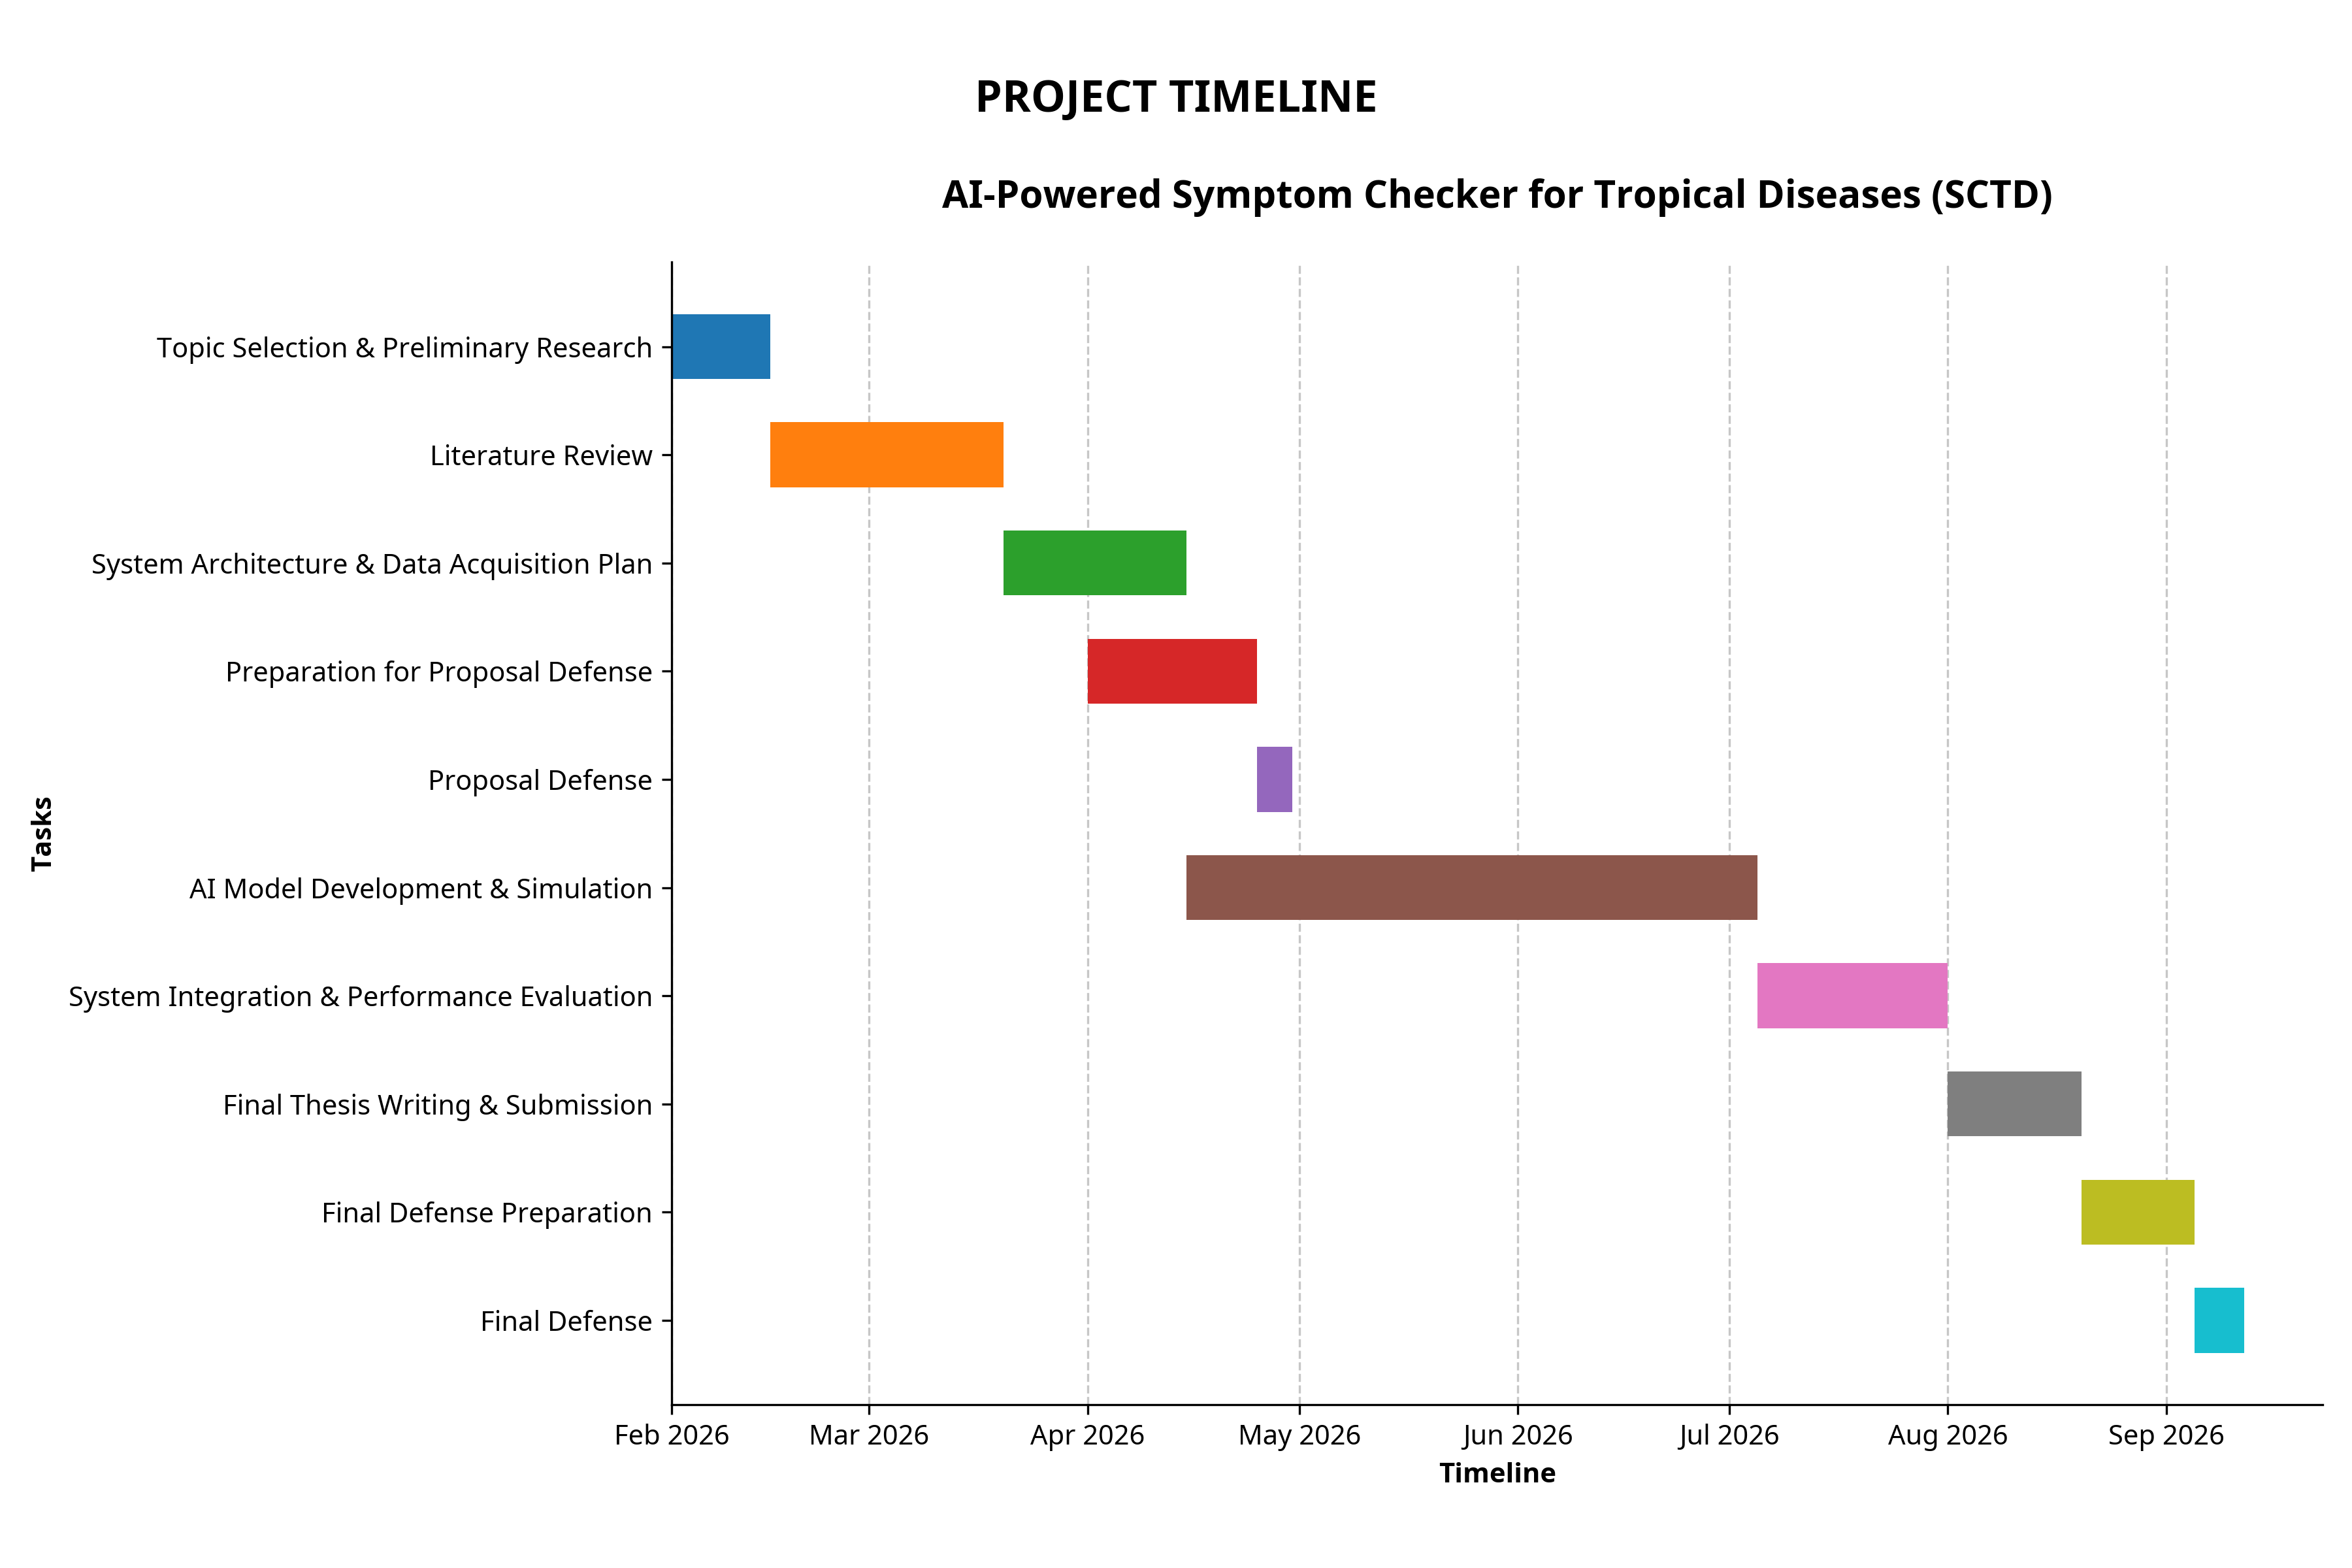 PROJECT TIMELINE
AI-Powered Symptom Checker for Tropical Diseases (SCTD)
Topic Selection & Preliminary Research
Literature Review
System Architecture & Data Acquisition Plan
Preparation for Proposal Defense
Proposal Defense
Tasks
AI Model Development & Simulation
System Integration & Performance Evaluation
Final Thesis Writing & Submission
Final Defense Preparation
Final Defense
Feb 2026 Mar 2026 Apr 2026 May 2026 Jun 2026 Jul 2026 Aug 2026 Sep 2026
Timeline